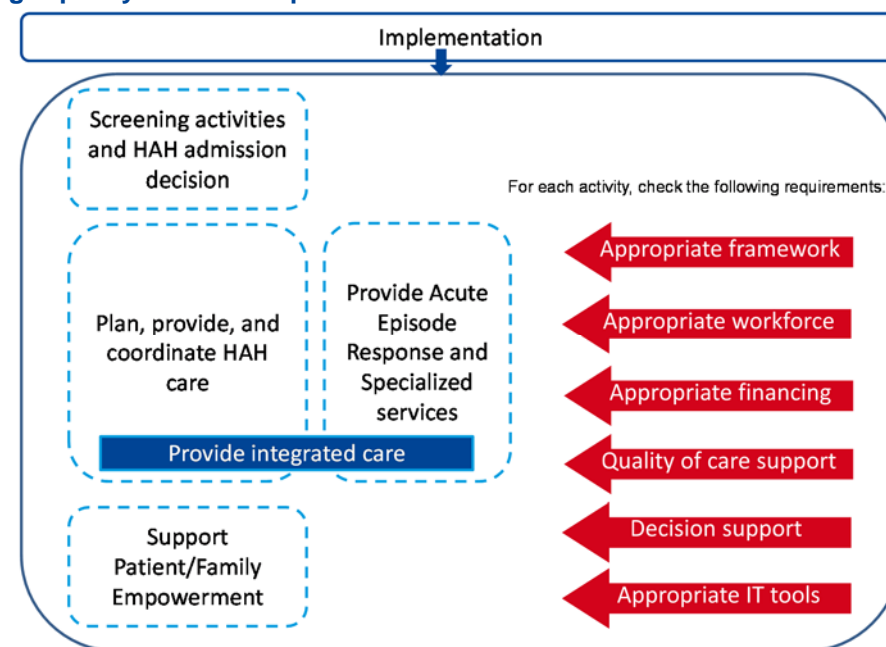 Implementation
Screening activities
and HAH admission
decision
For each activity, check the following requirements:
Plan, provide, and
coordinate HAH
care
Provide Acute
Episode
Response and
Specialized
services
Provide integrated care
Support
Patient/Family
Empowerment
Appropriate framework
Appropriate workforce
Appropriate financing
Quality of care support
Decision support
Appropriate IT tools